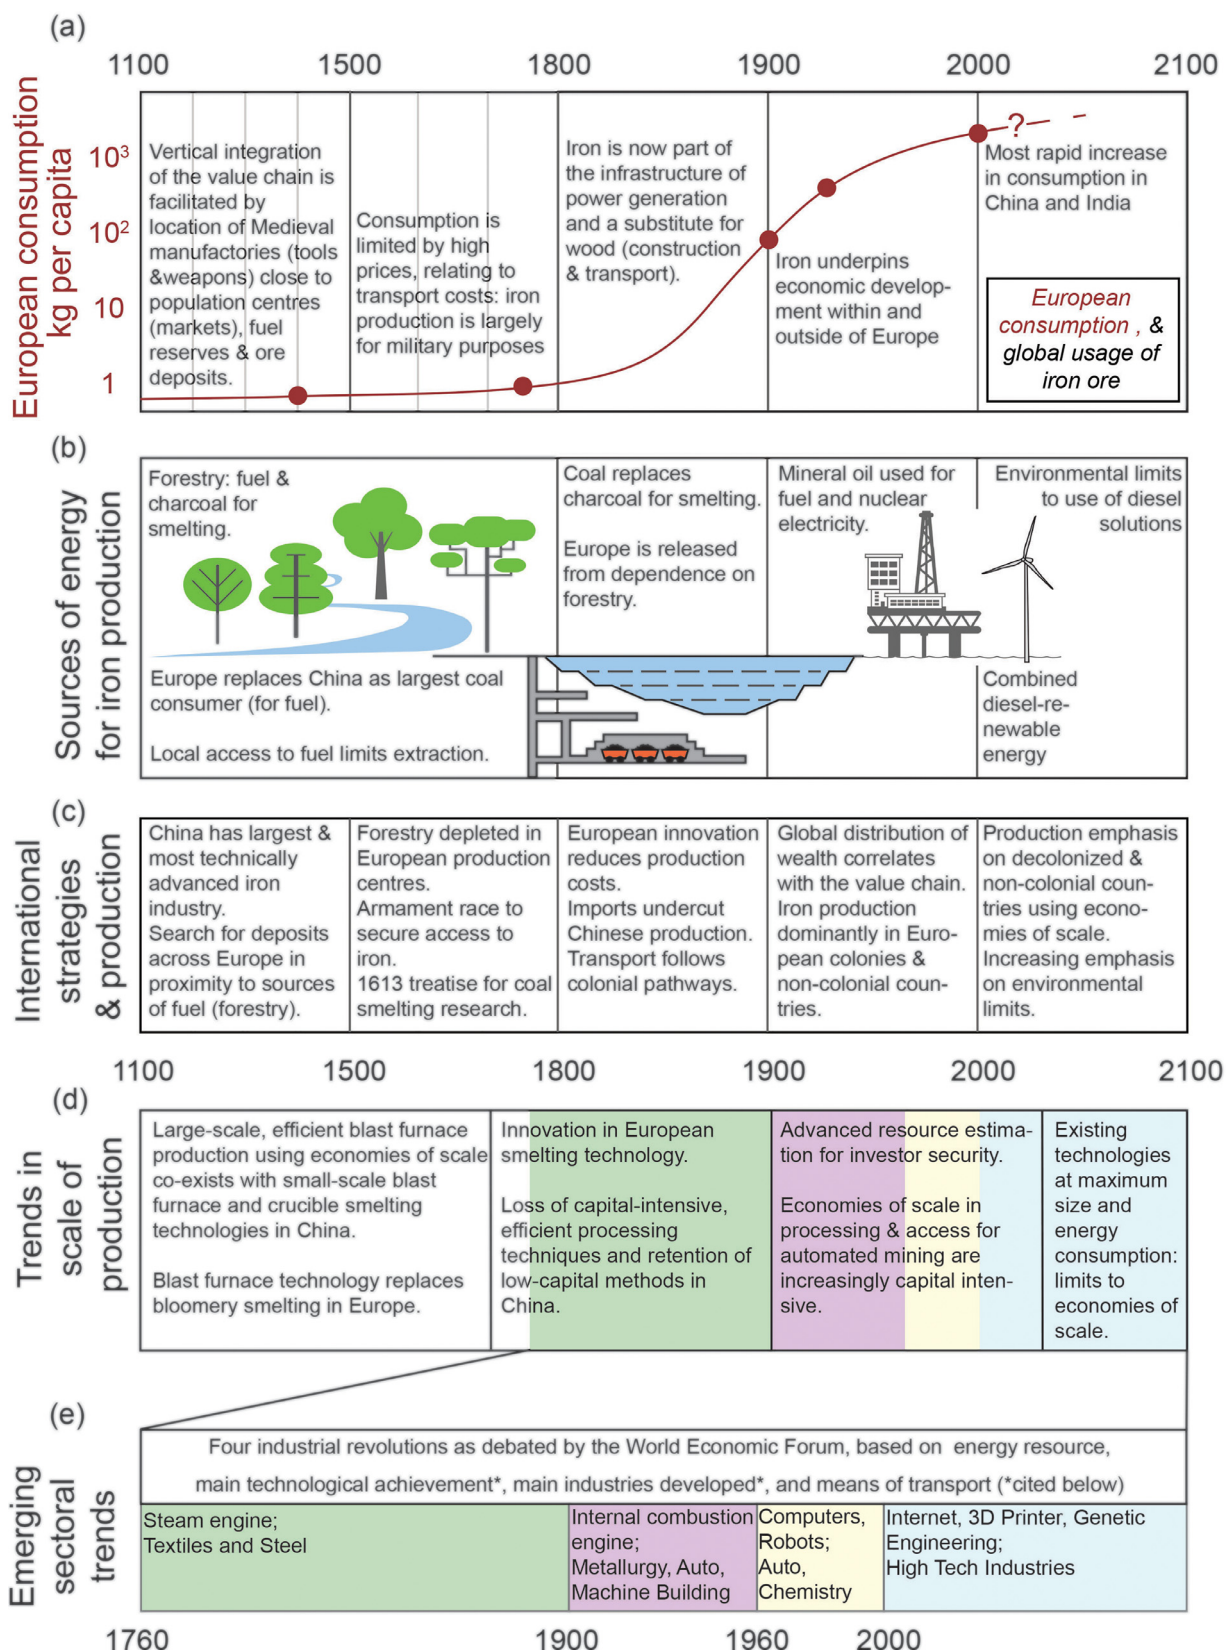 (a)
1100 1500 1800 1900 2000 2100
European consumption
kg per capita
10³
10²
10
1
Vertical integration
of the value chain is
facilitated by
location of Medieval
manufactories (tools
&weapons) close to
population centres
(markets), fuel
reserves & ore
deposits.
Consumption is
limited by high
prices, relating to
transport costs: iron
production is largely
for military purposes
Iron is now part of
the infrastructure of
power generation
and a substitute for
wood (construction
& transport).
Iron underpins
economic develop-
ment within and
outside of Europe
?
Most rapid increase
in consumption in
China and India
European
consumption , &
global usage of
iron ore
(b)
Sources of energy
for iron production
Forestry: fuel &
charcoal for
smelting.
Europe replaces China as largest coal
consumer (for fuel).
Local access to fuel limits extraction.
Coal replaces
charcoal for smelting.
Europe is released
from dependence on
forestry.
Mineral oil used for
fuel and nuclear
electricity.
Environmental limits
to use of diesel
solutions
Combined
diesel-re-
newable
energy
(c)
International
strategies
& production
China has largest &
most technically
advanced iron
industry.
Search for deposits
across Europe in
proximity to sources
of fuel (forestry).
Forestry depleted in
European production
centres.
Armament race to
secure access to
iron.
1613 treatise for coal
smelting research.
European innovation
reduces production
costs.
Imports undercut
Chinese production.
Transport follows
colonial pathways.
Global distribution of
wealth correlates
with the value chain.
Iron production
dominantly in Euro-
pean colonies &
non-colonial coun-
tries.
Production emphasis
on decolonized &
non-colonial coun-
tries using econo-
mies of scale.
Increasing emphasis
on environmental
limits.
1100 1500 1800 1900 2000 2100
(d)
Trends in
scale of
production
Large-scale, efficient blast furnace
production using economies of scale
co-exists with small-scale blast
furnace and crucible smelting
technologies in China.
Blast furnace technology replaces
bloomery smelting in Europe.
Innovation in European
smelting technology.
Loss of capital-intensive,
efficient processing
techniques and retention of
low-capital methods in
China.
Advanced resource estima-
tion for investor security.
Economies of scale in
processing & access for
automated mining are
increasingly capital inten-
sive.
Existing
technologies
at maximum
size and
energy
consumption:
limits to
economies of
scale.
(e)
Emerging
sectoral
trends
Four industrial revolutions as debated by the World Economic Forum, based on energy resource,
main technological achievement*, main industries developed*, and means of transport (*cited below)
Steam engine;
Textiles and Steel
Internal combustion
engine;
Metallurgy, Auto,
Machine Building
Computers,
Robots;
Auto,
Chemistry
Internet, 3D Printer, Genetic
Engineering;
High Tech Industries
1760 1900 1960 2000